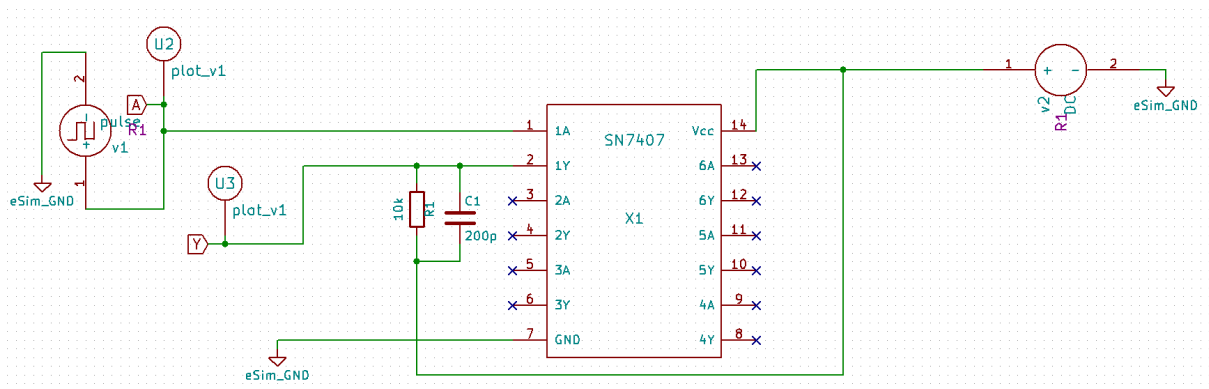 U2
plot_v1
A
2
1
pulse
R1
v1
eSim_GND
U3
plot_v1
Y
10k
R1
C1
200p
SN7407
X1
1 1A
2 1Y
3 2A
4 2Y
5 3A
6 3Y
7 GND
Vcc 14
6A 13
6Y 12
5A 11
5Y 10
4A 9
4Y 8
eSim_GND
1 + - 2
v2
DC
R1
eSim_GND